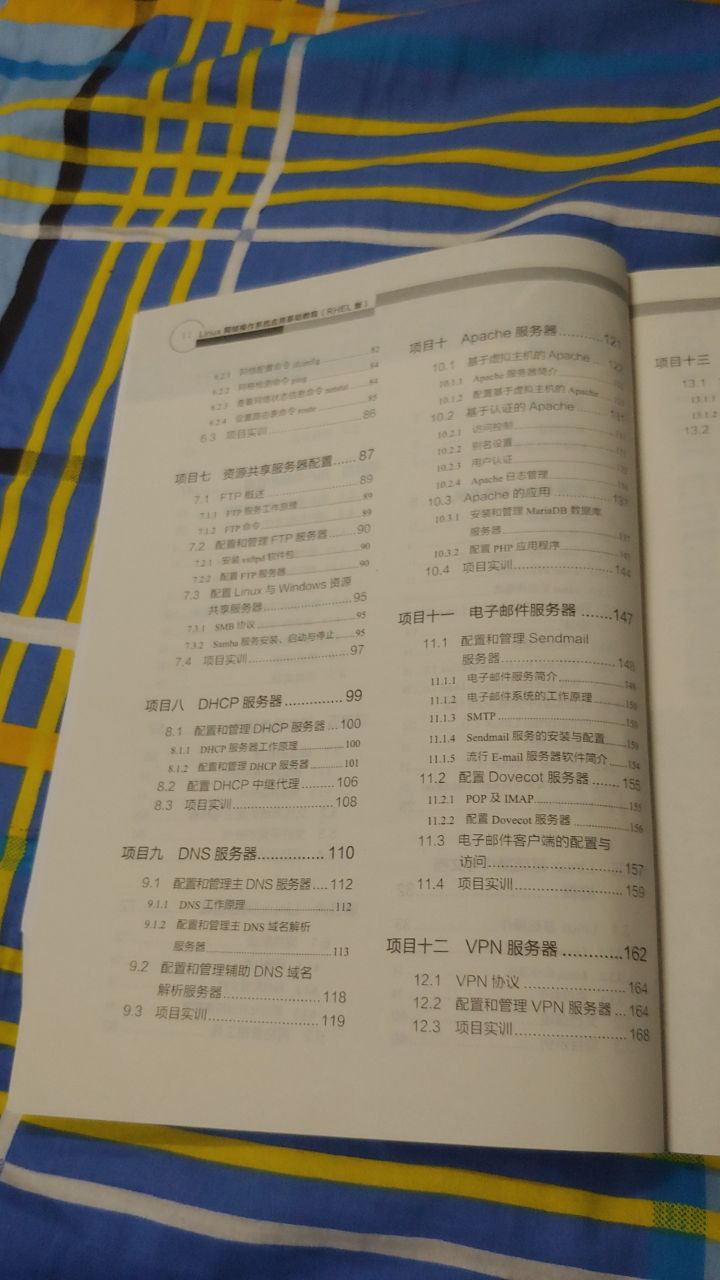 II Linux 网络操作系统应用基础教程（RHEL 版）
6.2.1 网络配置命令 ifconfig 82
6.2.2 网络检测命令 ping 84
6.2.3 查看网络状态信息命令 netstat 84
6.2.4 设置路由表命令 route 85
6.3 项目实训 86
项目七 资源共享服务器配置 ......87
7.1 FTP 概述 89
7.1.1 FTP 服务工作原理 89
7.1.2 FTP 命令 89
7.2 配置和管理 FTP 服务器 90
7.2.1 安装 vsftpd 软件包 90
7.2.2 配置 FTP 服务器 90
7.3 配置 Linux 与 Windows 资源
共享服务器 95
7.3.1 SMB 协议 95
7.3.2 Samba 服务安装、启动与停止 95
7.4 项目实训 97
项目八 DHCP 服务器 .............. 99
8.1 配置和管理 DHCP 服务器 ... 100
8.1.1 DHCP 服务器工作原理 100
8.1.2 配置和管理 DHCP 服务器 101
8.2 配置 DHCP 中继代理 106
8.3 项目实训 108
项目九 DNS 服务器 ............... 110
9.1 配置和管理主 DNS 服务器 .... 112
9.1.1 DNS 工作原理 112
9.1.2 配置和管理主 DNS 域名解析
服务器 113
9.2 配置和管理辅助 DNS 域名
解析服务器 118
9.3 项目实训 119
项目十 Apache 服务器 121
10.1 基于虚拟主机的 Apache
10.1.1 Apache 服务器简介
10.1.2 配置基于虚拟主机的 Apache
10.2 基于认证的 Apache
10.2.1 访问控制
10.2.2 别名设置
10.2.3 用户认证
10.2.4 Apache 日志管理
10.3 Apache 的应用 137
10.3.1 安装和管理 MariaDB 数据库
服务器 137
10.3.2 配置 PHP 应用程序
10.4 项目实训 144
项目十一 电子邮件服务器 .......147
11.1 配置和管理 Sendmail
服务器 148
11.1.1 电子邮件服务简介 148
11.1.2 电子邮件系统的工作原理 150
11.1.3 SMTP 150
11.1.4 Sendmail 服务的安装与配置 150
11.1.5 流行 E-mail 服务器软件简介 154
11.2 配置 Dovecot 服务器 155
11.2.1 POP 及 IMAP 155
11.2.2 配置 Dovecot 服务器 156
11.3 电子邮件客户端的配置与
访问 157
11.4 项目实训 159
项目十二 VPN 服务器 ............162
12.1 VPN 协议 164
12.2 配置和管理 VPN 服务器 ... 164
12.3 项目实训 168
项目十三
13.1
13.1.1
13.1.2
13.2